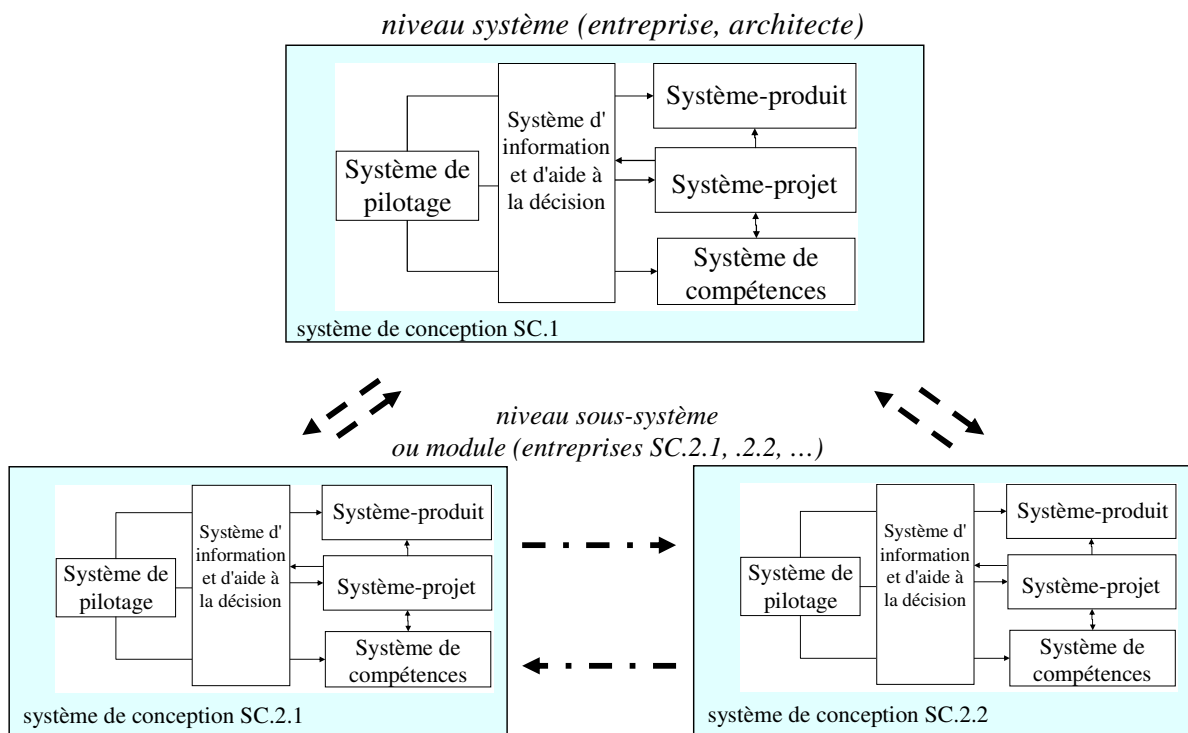 niveau système (entreprise, architecte)
Système de
pilotage
Système d'
information
et d'aide à
la décision
Système-produit
Système-projet
Système de
compétences
système de conception SC.1
niveau sous-système
ou module (entreprises SC.2.1, .2.2, …)
Système de
pilotage
Système d'
information
et d'aide à
la décision
Système-produit
Système-projet
Système de
compétences
système de conception SC.2.1
Système de
pilotage
Système d'
information
et d'aide à
la décision
Système-produit
Système-projet
Système de
compétences
système de conception SC.2.2